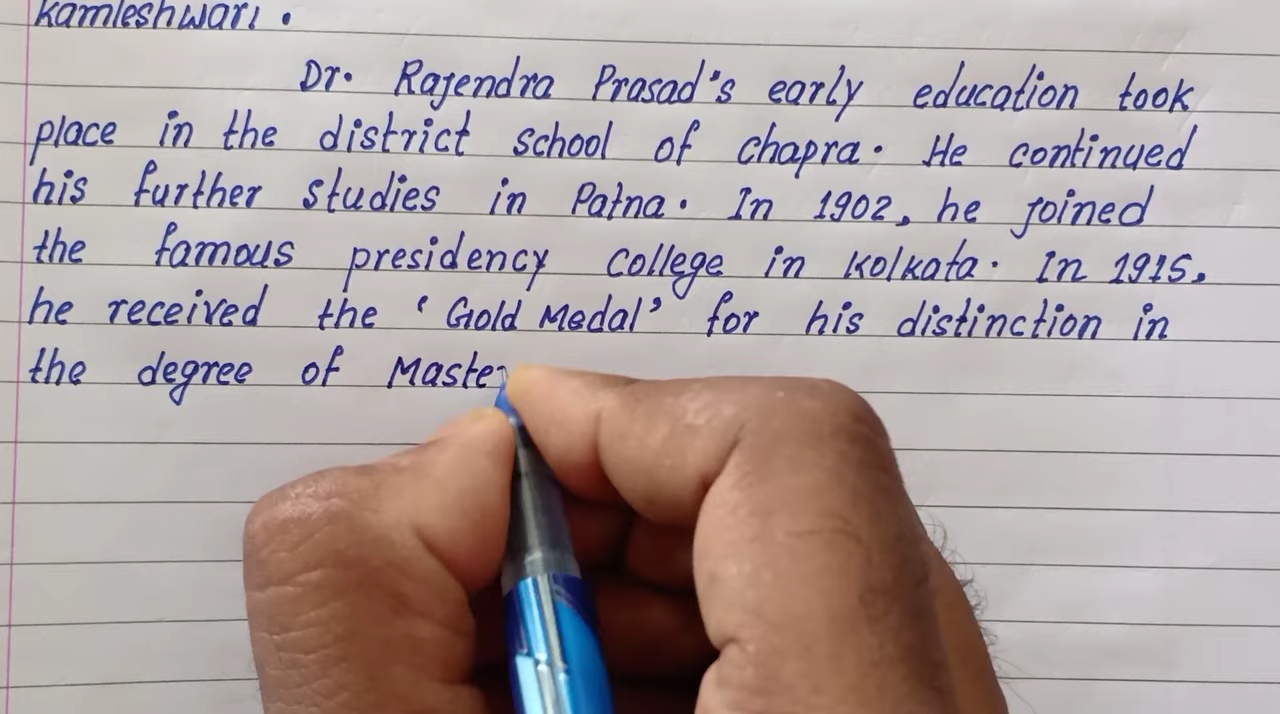 Kamleshwari.
Dr. Rajendra Prasad's early education took
place in the district school of chapra. He continued
his further studies in Patna. In 1902, he joined
the famous presidency college in Kolkata. In 1915,
he received the 'Gold Medal' for his distinction in
the degree of Master